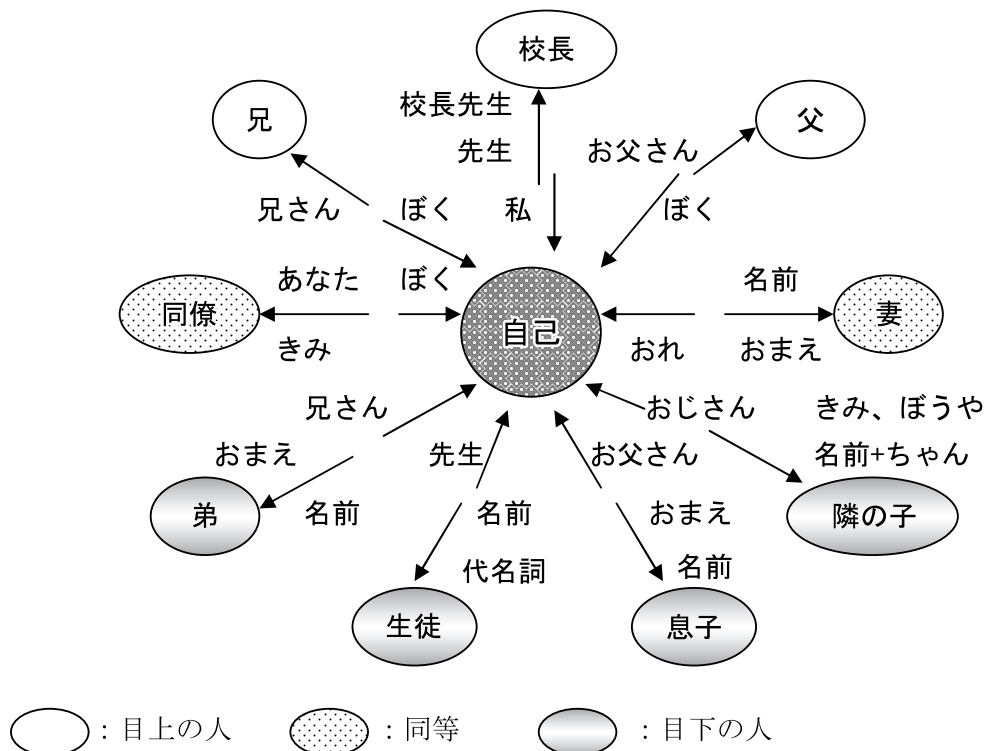 校長
校長先生
先生
私
兄
兄さん ぼく
父
お父さん
ぼく
同僚
あなた ぼく
きみ
自己
名前
おれ おまえ
妻
兄さん
おまえ
名前
弟
先生
名前
代名詞
生徒
お父さん
おまえ
名前
息子
おじさん
きみ、ぼうや
名前+ちゃん
隣の子
：目上の人 ：同等 ：目下の人